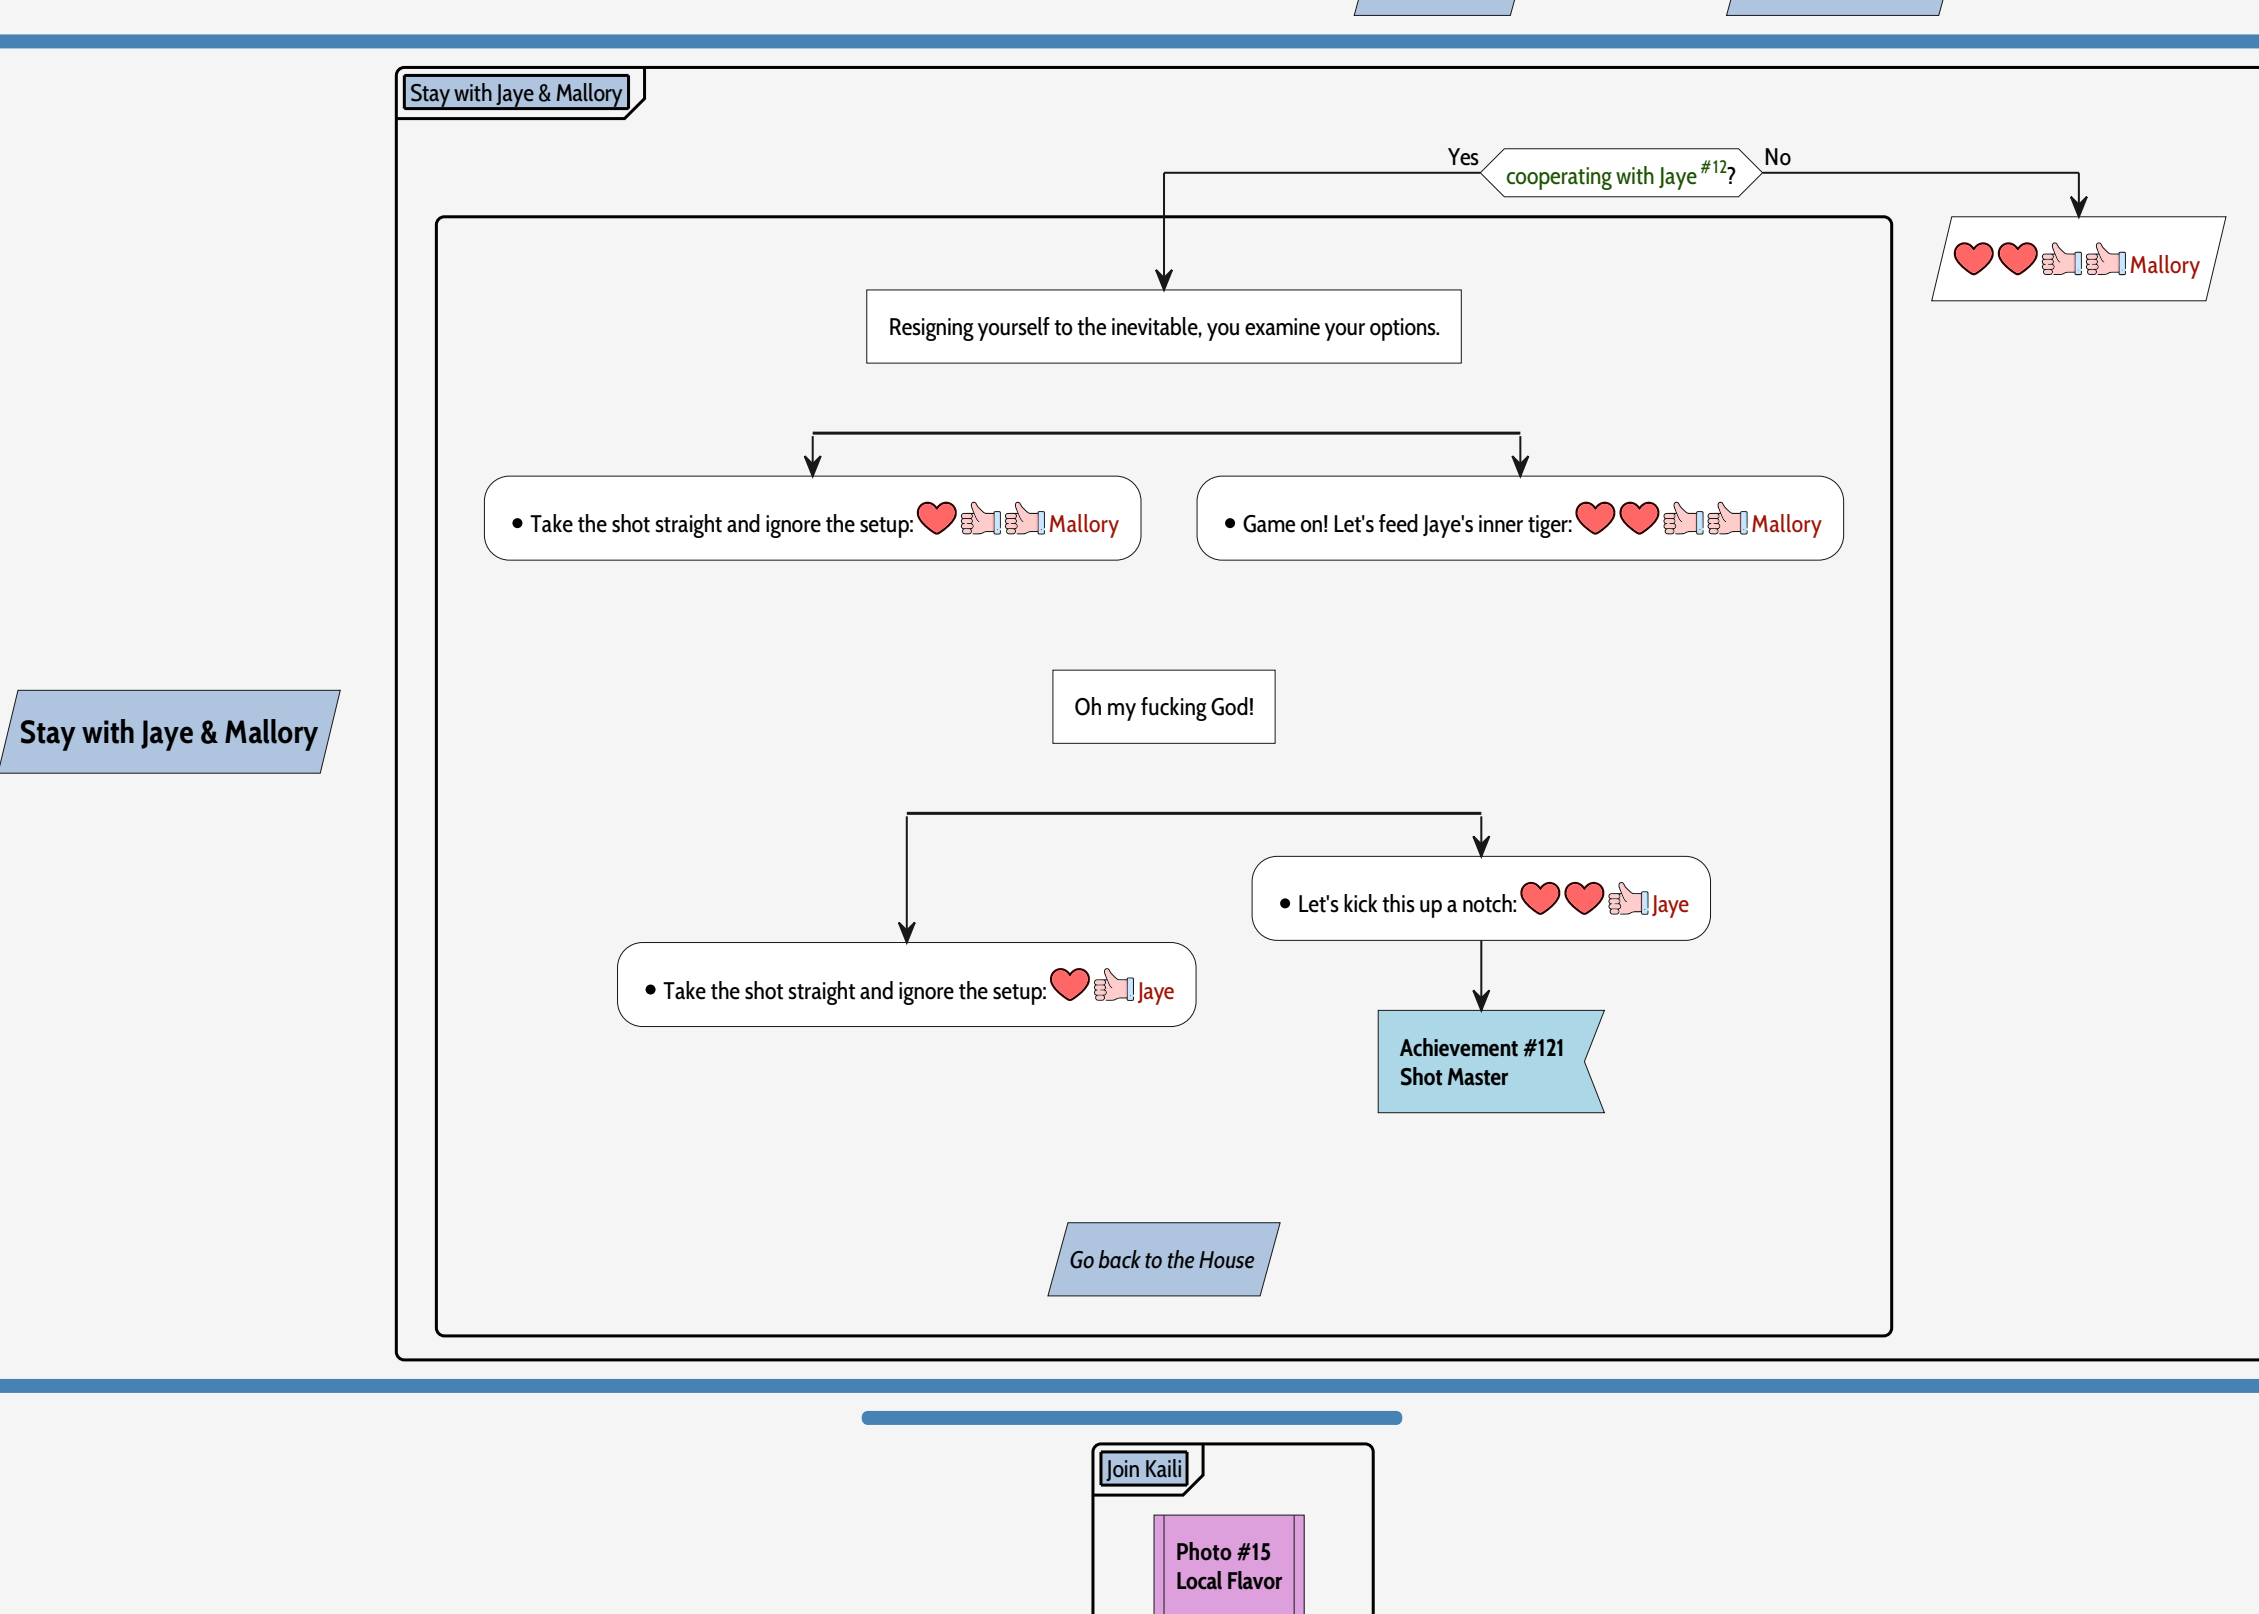 Stay with Jaye & Mallory
Yes
cooperating with Jaye #12?
No
Mallory
Resigning yourself to the inevitable, you examine your options.
• Take the shot straight and ignore the setup: Mallory
• Game on! Let's feed Jaye's inner tiger: Mallory
Oh my fucking God!
Stay with Jaye & Mallory
• Let's kick this up a notch: Jaye
• Take the shot straight and ignore the setup: Jaye
Achievement #121
Shot Master
Go back to the House
Join Kaili
Photo #15
Local Flavor